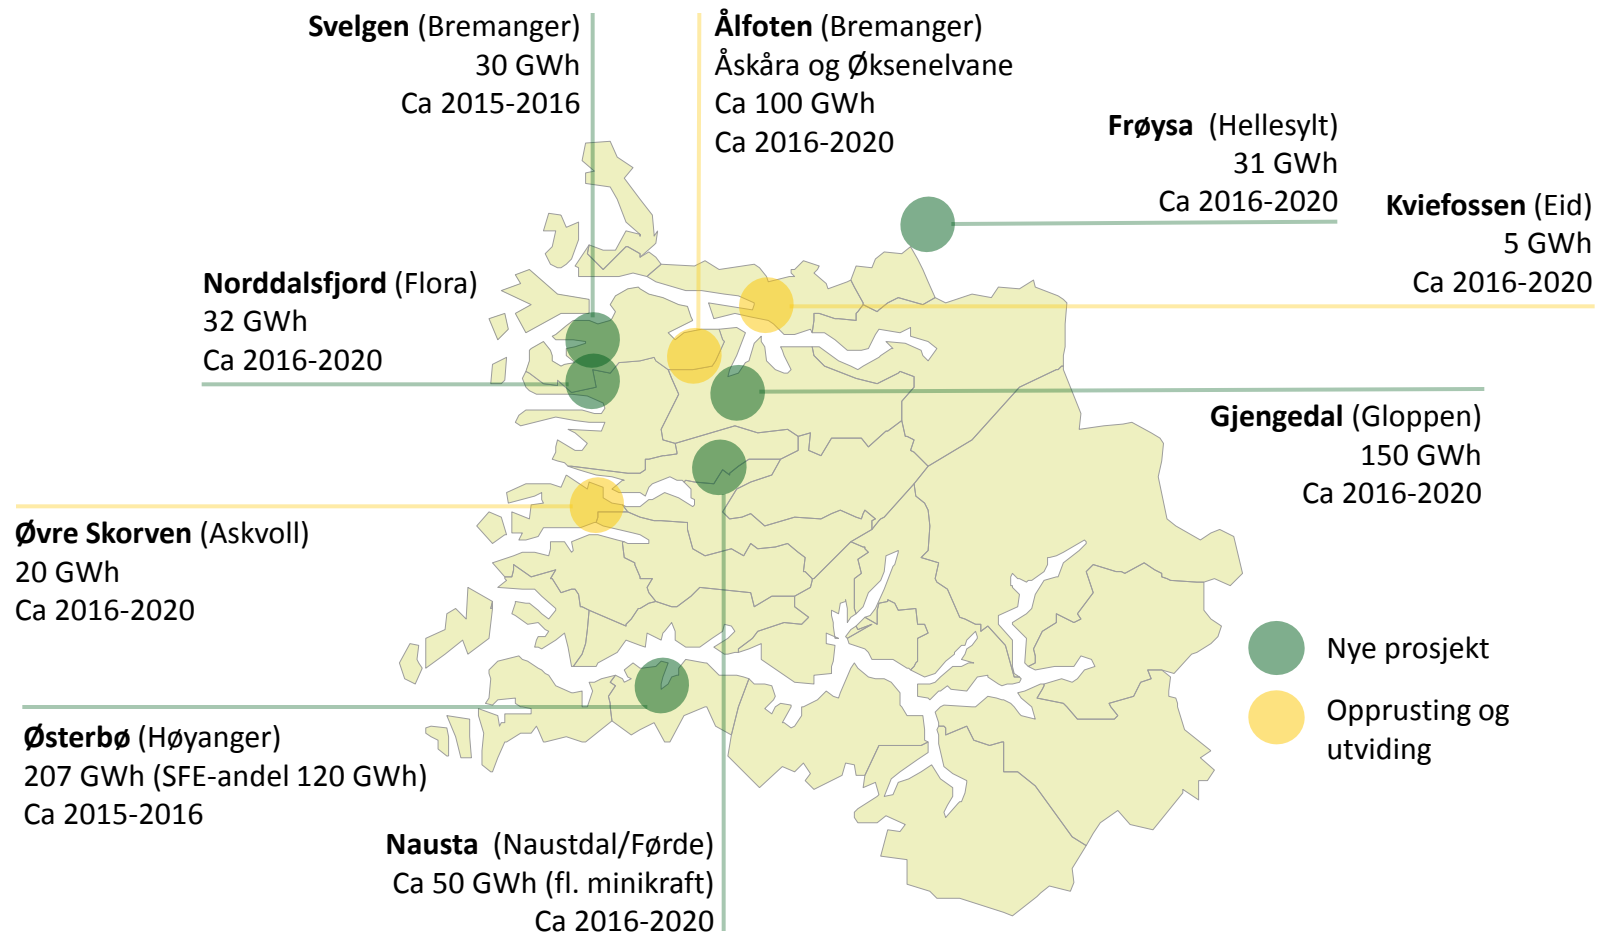 Svelgen (Bremanger)
30 GWh
Ca 2015-2016
Ålfoten (Bremanger)
Åskåra og Øksenelvane
Ca 100 GWh
Ca 2016-2020
Frøysa (Hellesylt)
31 GWh
Ca 2016-2020
Kviefossen (Eid)
5 GWh
Ca 2016-2020
Norddalsfjord (Flora)
32 GWh
Ca 2016-2020
Gjengedal (Gloppen)
150 GWh
Ca 2016-2020
Øvre Skorven (Askvoll)
20 GWh
Ca 2016-2020
Nye prosjekt
Opprusting og
utviding
Østerbø (Høyanger)
207 GWh (SFE-andel 120 GWh)
Ca 2015-2016
Nausta (Naustdal/Førde)
Ca 50 GWh (fl. minikraft)
Ca 2016-2020